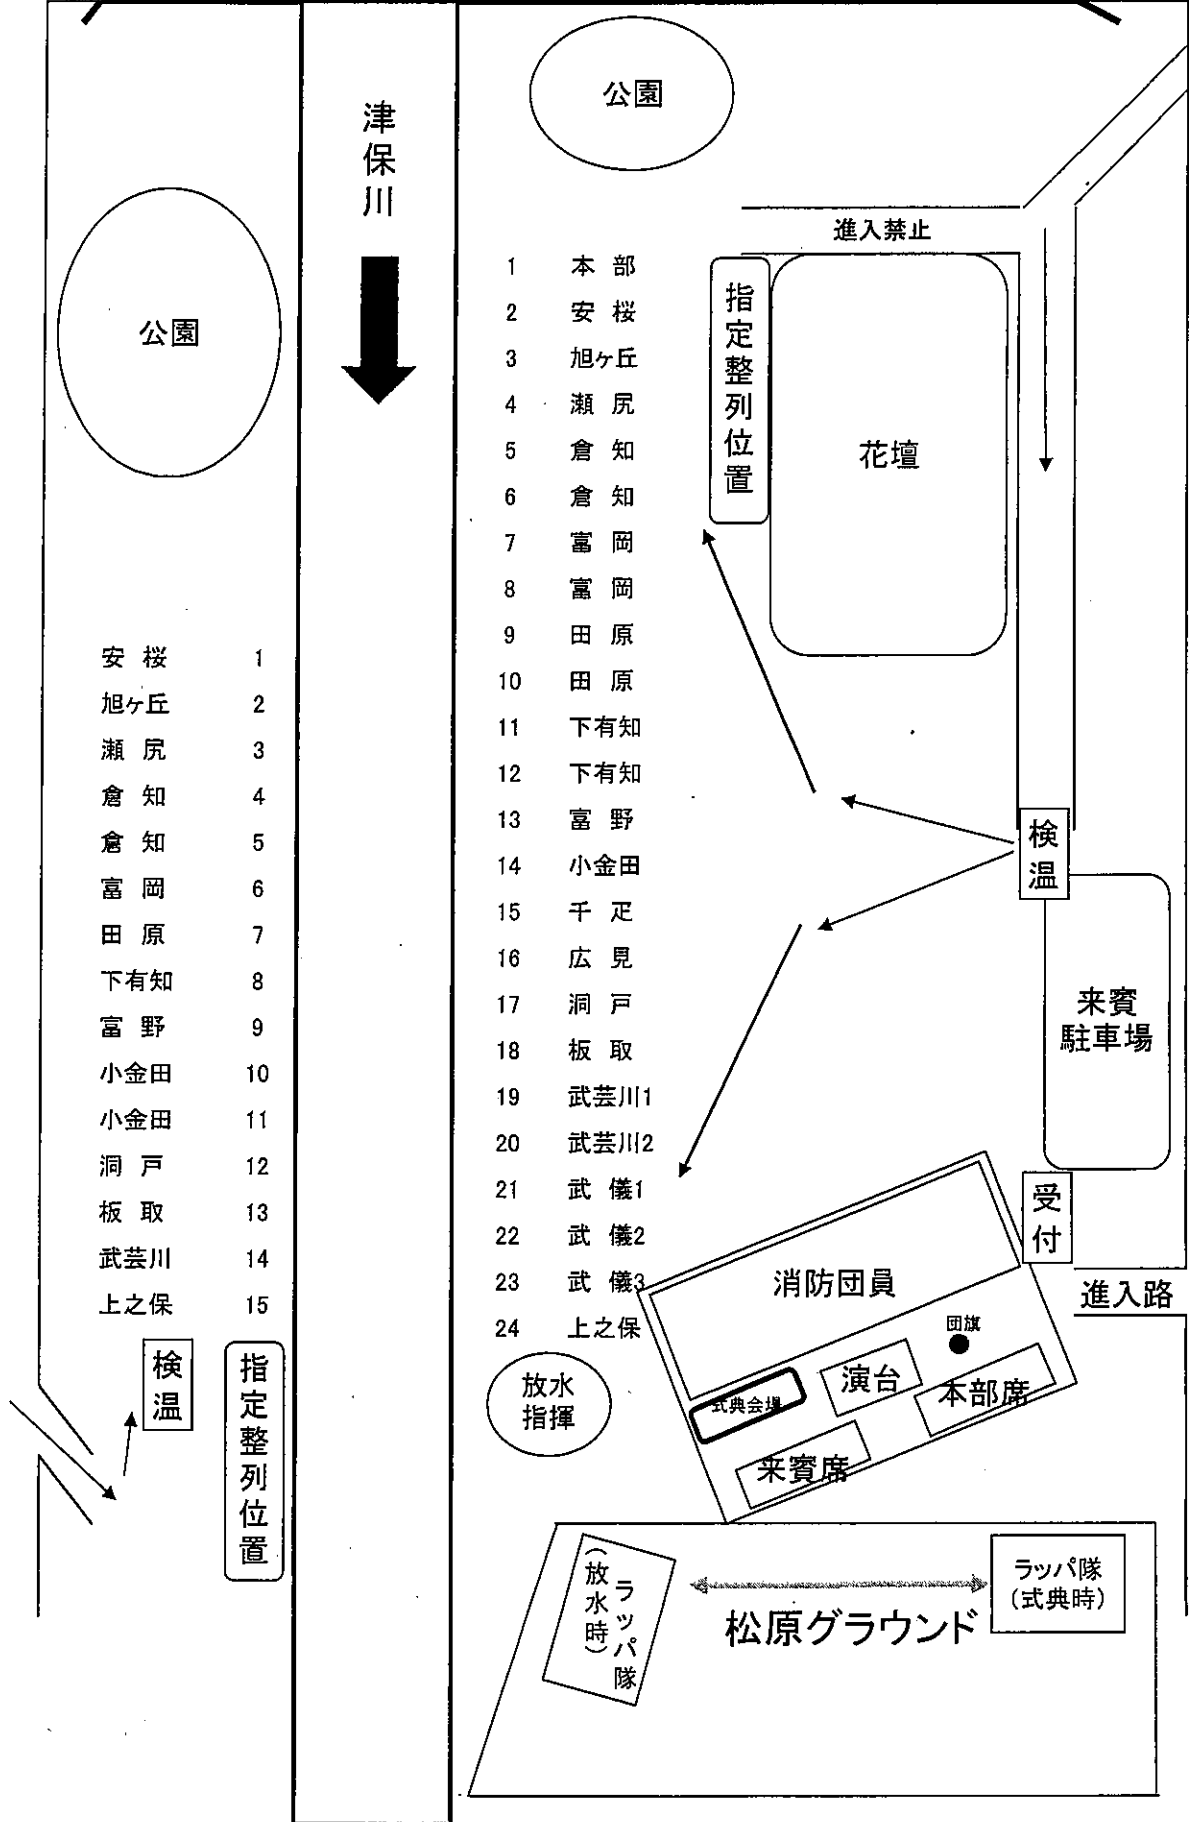 公園
津保川
公園
進入禁止
指定整列位置
花壇
1 本 部
2 安 桜
3 旭ヶ丘
4 瀬 尻
5 倉 知
6 倉 知
7 富 岡
8 富 岡
9 田 原
10 田 原
11 下有知
12 下有知
13 富 野
14 小金田
15 千 疋
16 広 見
17 洞 戸
18 板 取
19 武芸川1
20 武芸川2
21 武 儀1
22 武 儀2
23 武 儀3
24 上之保
安 桜 1
旭ヶ丘 2
瀬 尻 3
倉 知 4
倉 知 5
富 岡 6
田 原 7
下有知 8
富 野 9
小金田 10
小金田 11
洞 戸 12
板 取 13
武芸川 14
上之保 15
検温
指定整列位置
検温
来賓
駐車場
受付
進入路
消防団員
団旗
演台
本部席
式典会場
来賓席
放水
指揮
ラッパ隊
(放水時)
松原グラウンド
ラッパ隊
(式典時)